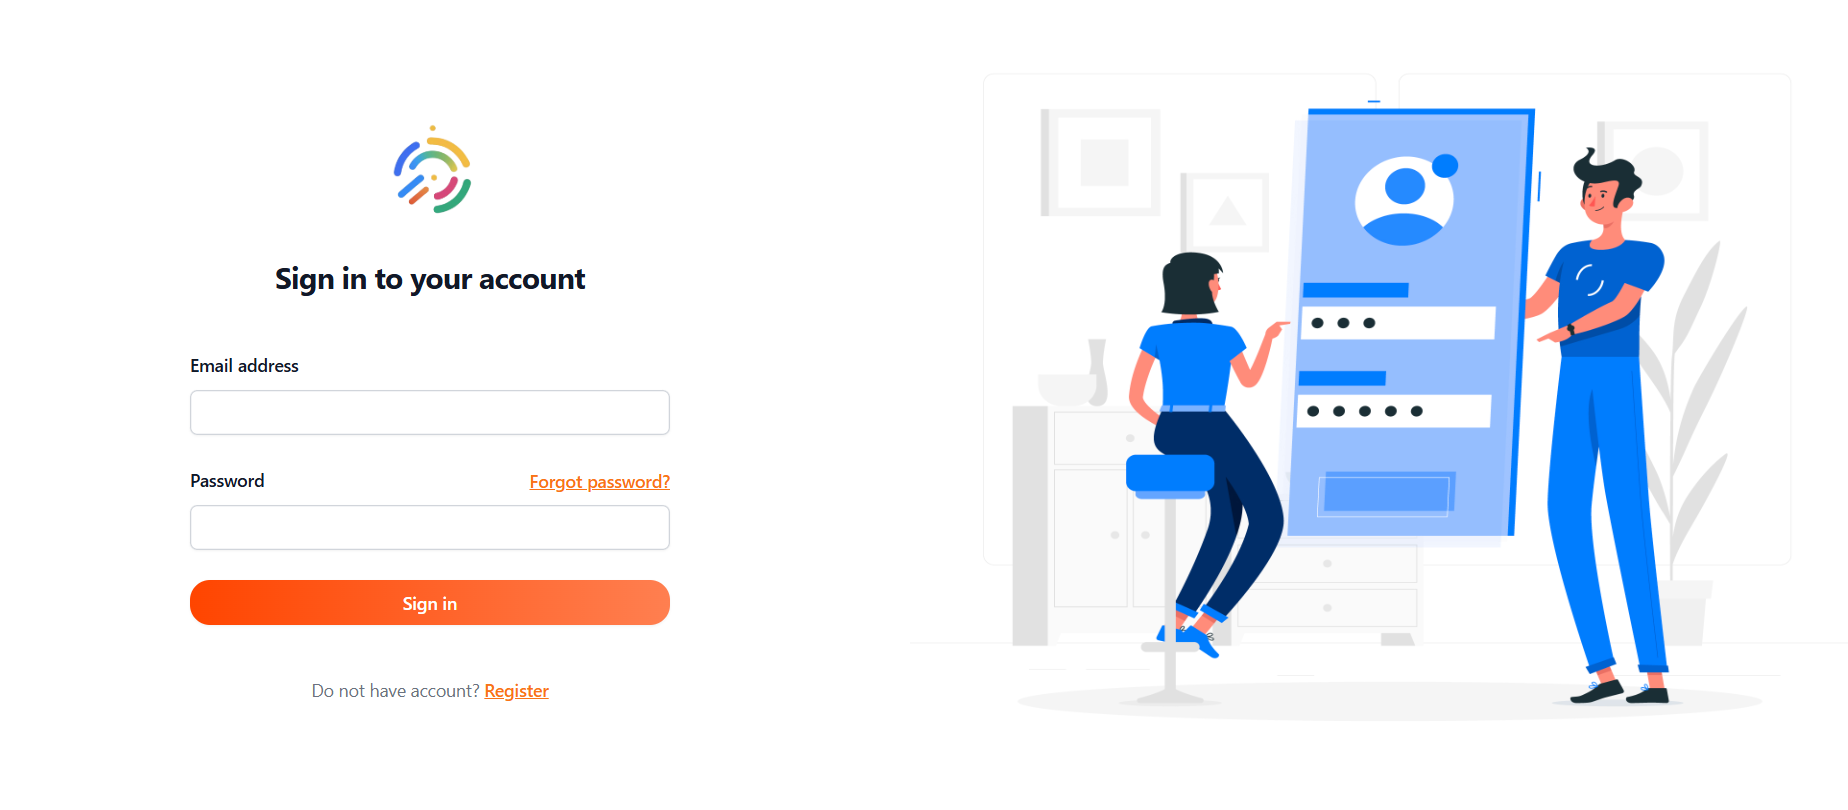 Sign in to your account
Email address
Password Forgot password?
Sign in
Do not have account? Register